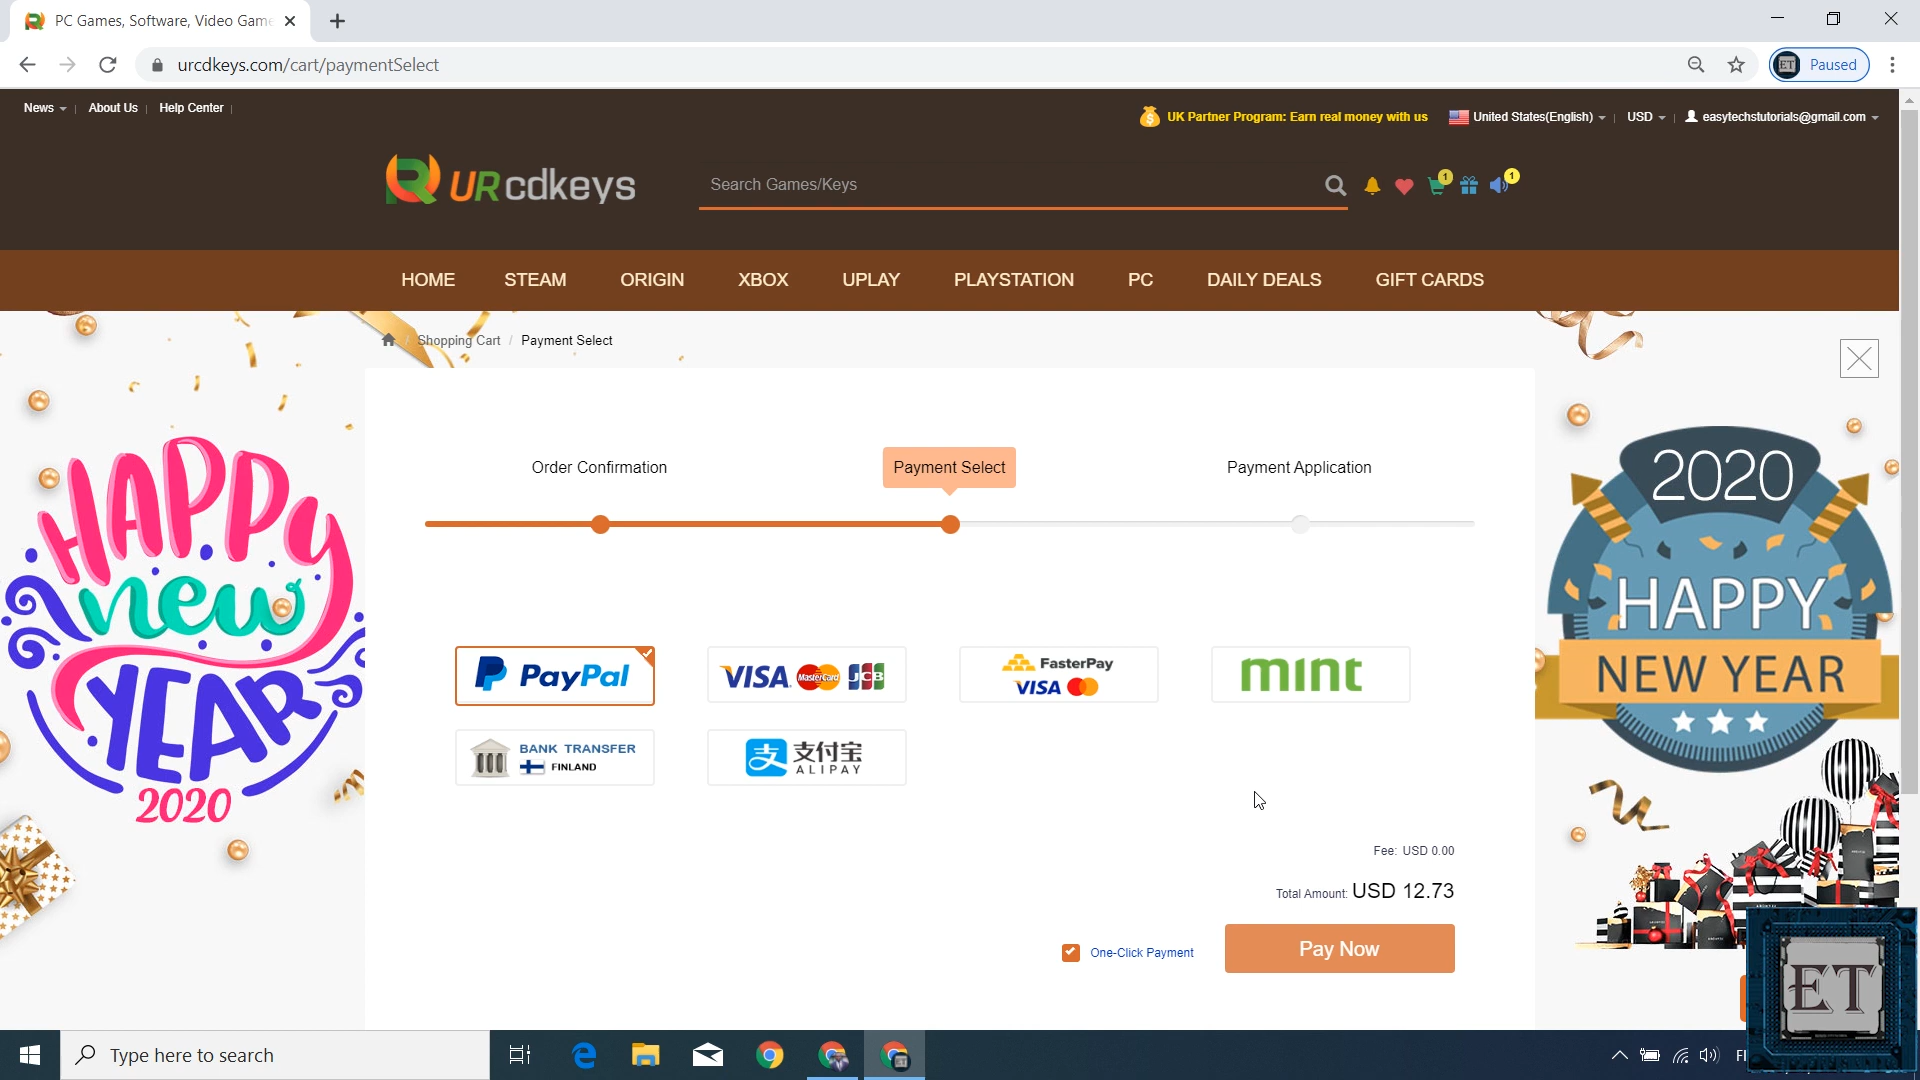 PC Games, Software, Video Game
urcdkeys.com/cart/paymentSelect
ET
Paused
News
About Us
Help Center
UK Partner Program: Earn real money with us
United States(English)
USD
easytechstutorials@gmail.com
URcdkeys
Search Games/Keys
1
1
HOME
STEAM
ORIGIN
XBOX
UPLAY
PLAYSTATION
PC
DAILY DEALS
GIFT CARDS
/ Shopping Cart / Payment Select
Order Confirmation
Payment Select
Payment Application
HAPPY
new
YEAR
2020
2020
HAPPY
NEW YEAR
PayPal
VISA MasterCard JCB
FasterPay
VISA
mint
BANK TRANSFER
FINLAND
支付宝
ALIPAY
Fee: USD 0.00
Total Amount: USD 12.73
One-Click Payment
Pay Now
ET
Type here to search